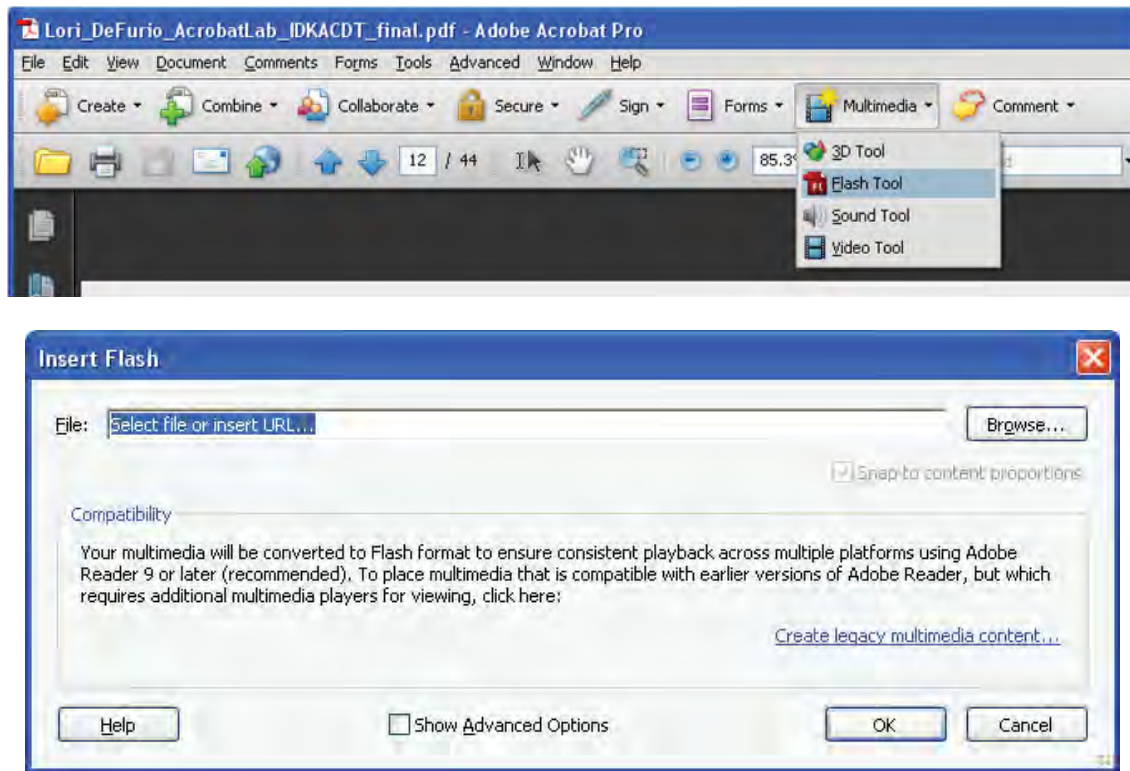 Lori_DeFurio_AcrobatLab_IDKACDT_final.pdf - Adobe Acrobat Pro
File Edit View Document Comments Forms Tools Advanced Window Help
Create Combine Collaborate Secure Sign Forms Multimedia Comment
12 / 44 85.3%
3D Tool
Flash Tool
Sound Tool
Video Tool
Insert Flash
File: Select file or insert URL... Browse...
Snap to content proportions
Compatibility
Your multimedia will be converted to Flash format to ensure consistent playback across multiple platforms using Adobe
Reader 9 or later (recommended). To place multimedia that is compatible with earlier versions of Adobe Reader, but which
requires additional multimedia players for viewing, click here:
Create legacy multimedia content...
Help Show Advanced Options OK Cancel